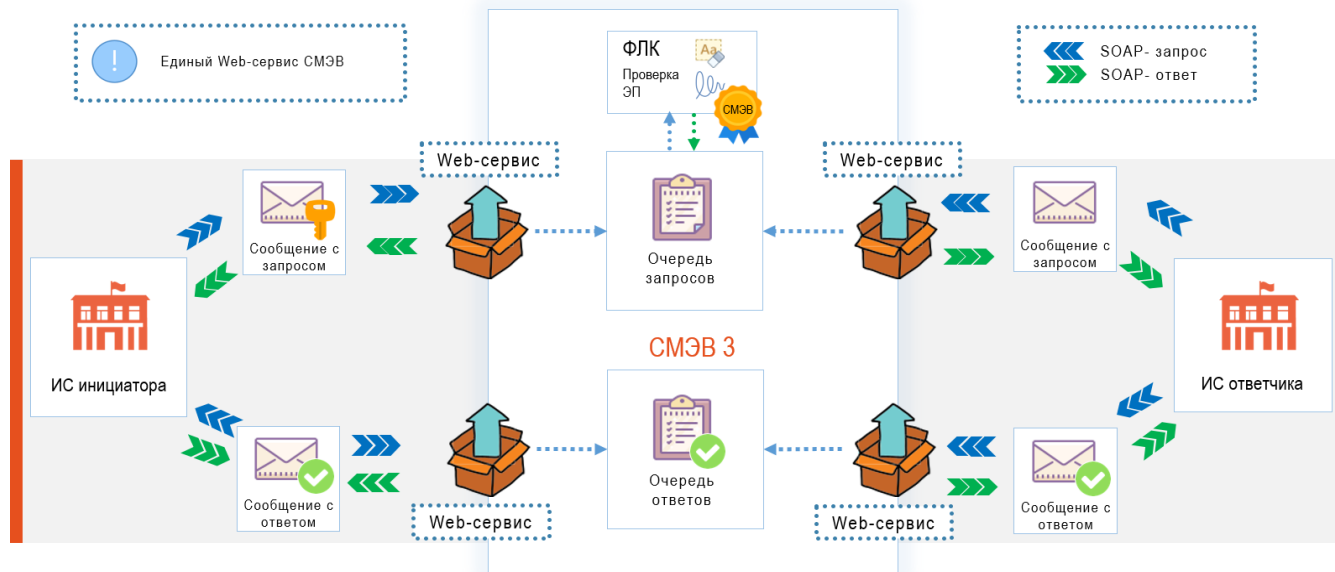 !
Единый Web-сервис СМЭВ
ФЛК
Проверка
ЭП
Aa
СМЭВ
SOAP- запрос
SOAP- ответ
Web-сервис
Web-сервис
Сообщение с
запросом
Очередь
запросов
Сообщение с
запросом
ИС инициатора
СМЭВ 3
ИС ответчика
Сообщение с
ответом
Очередь
ответов
Сообщение с
ответом
Web-сервис
Web-сервис